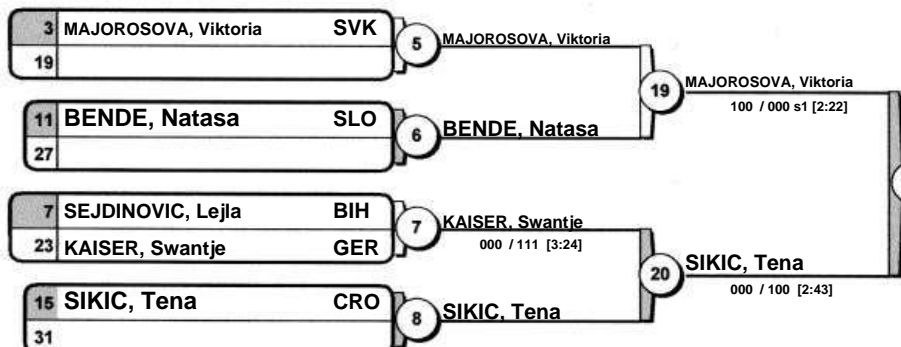 3 MAJOROSOVA, Viktoria SVK
19
5
MAJOROSOVA, Viktoria
11 BENDE, Natasa SLO
27
6
BENDE, Natasa
19
MAJOROSOVA, Viktoria
100 / 000 s1 [2:22]
7 SEJDINOVIC, Lejla BIH
23 KAISER, Swantje GER
7
KAISER, Swantje
000 / 111 [3:24]
15 SIKIC, Tena CRO
31
8
SIKIC, Tena
20
SIKIC, Tena
000 / 100 [2:43]